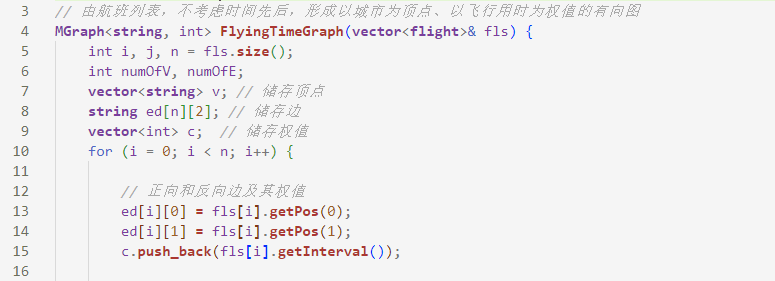 3 // 由航班列表，不考虑时间先后，形成以城市为顶点、以飞行用时为权值的有向图
4 MGraph<string, int> FlyingTimeGraph(vector<flight>& fls) {
5 int i, j, n = fls.size();
6 int numOfV, numOfE;
7 vector<string> v; // 储存顶点
8 string ed[n][2]; // 储存边
9 vector<int> c;  // 储存权值
10 for (i = 0; i < n; i++) {
11
12 // 正向和反向边及其权值
13 ed[i][0] = fls[i].getPos(0);
14 ed[i][1] = fls[i].getPos(1);
15 c.push_back(fls[i].getInterval());
16